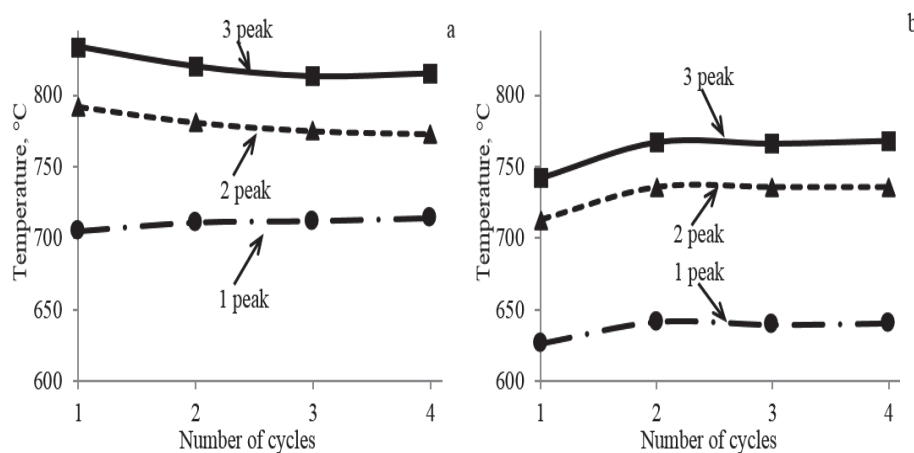 a
3 peak
2 peak
1 peak
Temperature, °C
800
750
700
650
600
1
2
3
4
Number of cycles
b
3 peak
2 peak
1 peak
Temperature, °C
800
750
700
650
600
1
2
3
4
Number of cycles